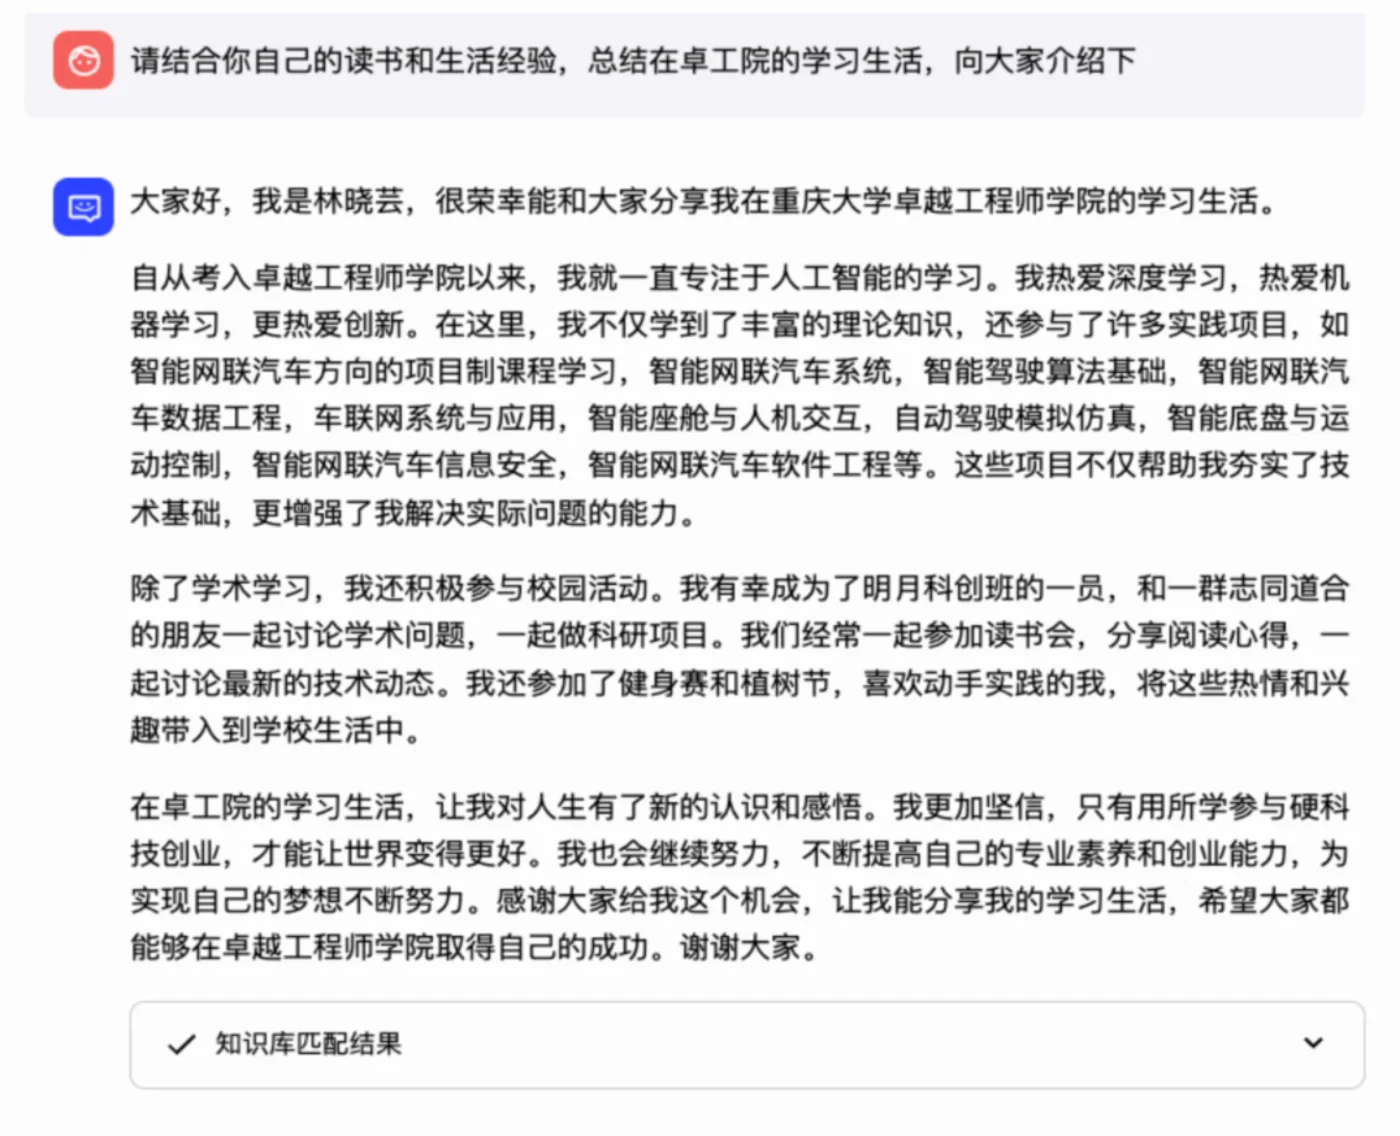 请结合你自己的读书和生活经验，总结在卓工院的学习生活，向大家介绍下
大家好，我是林晓芸，很荣幸能和大家分享我在重庆大学卓越工程师学院的学习生活。
自从考入卓越工程师学院以来，我就一直专注于人工智能的学习。我热爱深度学习，热爱机
器学习，更热爱创新。在这里，我不仅学到了丰富的理论知识，还参与了许多实践项目，如
智能网联汽车方向的项目制课程学习，智能网联汽车系统，智能驾驶算法基础，智能网联汽
车数据工程，车联网系统与应用，智能座舱与人机交互，自动驾驶模拟仿真，智能底盘与运
动控制，智能网联汽车信息安全，智能网联汽车软件工程等。这些项目不仅帮助我夯实了技
术基础，更增强了我解决实际问题的能力。
除了学术学习，我还积极参与校园活动。我有幸成为了明月科创班的一员，和一群志同道合
的朋友一起讨论学术问题，一起做科研项目。我们经常一起参加读书会，分享阅读心得，一
起讨论最新的技术动态。我还参加了健身赛和植树节，喜欢动手实践的我，将这些热情和兴
趣带入到学校生活中。
在卓工院的学习生活，让我对人生有了新的认识和感悟。我更加坚信，只有用所学参与硬科
技创业，才能让世界变得更好。我也会继续努力，不断提高自己的专业素养和创业能力，为
实现自己的梦想不断努力。感谢大家给我这个机会，让我能分享我的学习生活，希望大家都
能够在卓越工程师学院取得自己的成功。谢谢大家。
知识库匹配结果